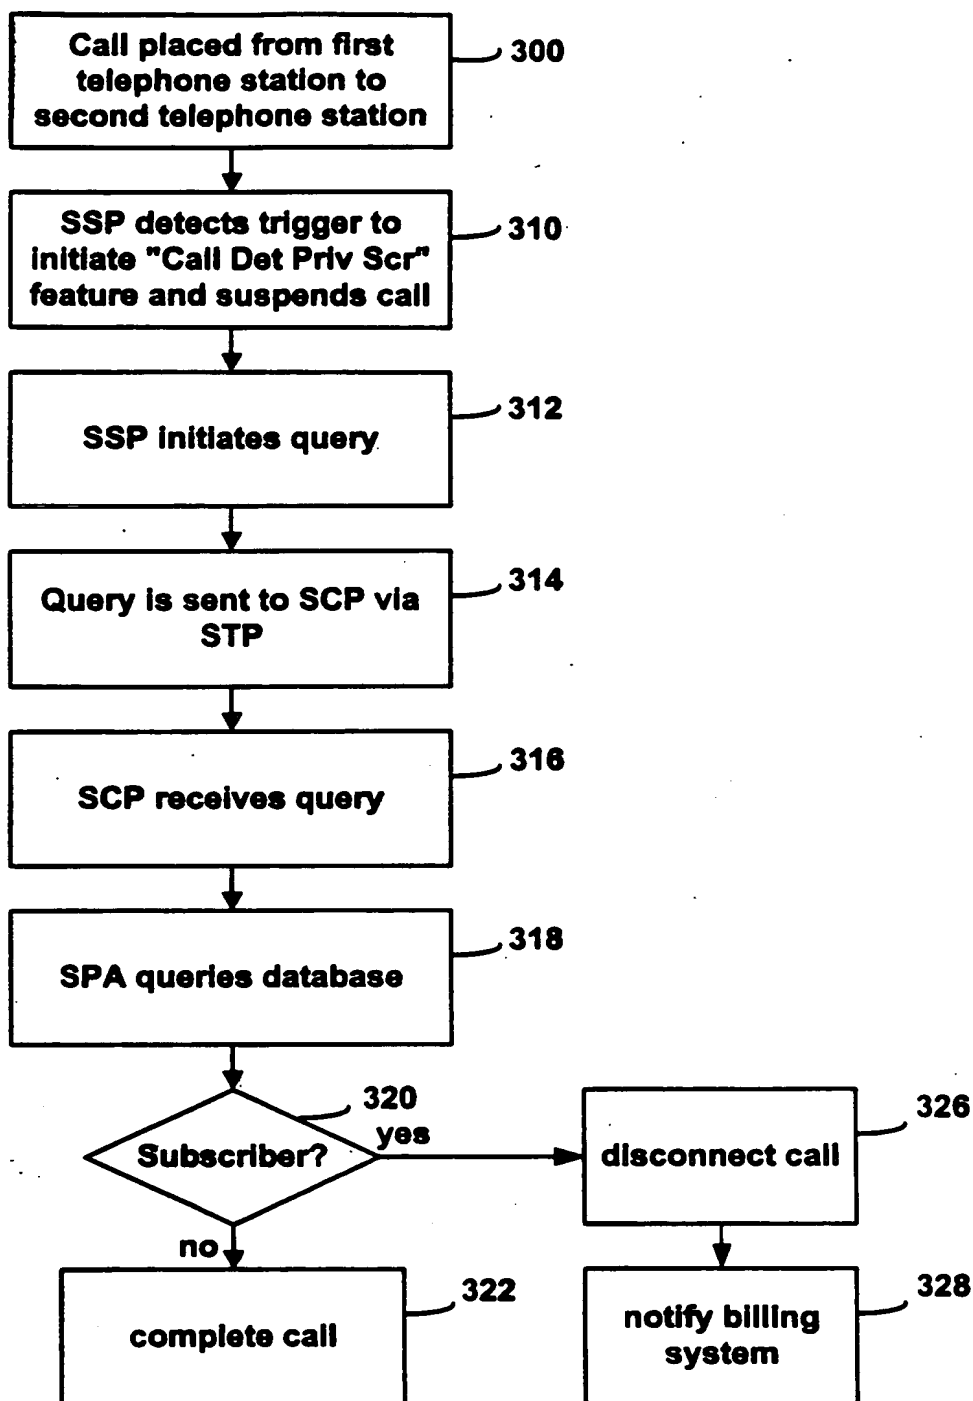 Call placed from first
telephone station to
second telephone station
300
SSP detects trigger to
initiate "Call Det Priv Scr"
feature and suspends call
310
SSP initiates query
312
Query is sent to SCP via
STP
314
SCP receives query
316
SPA queries database
318
320
Subscriber?
yes
no
disconnect call
326
complete call
322
notify billing
system
328